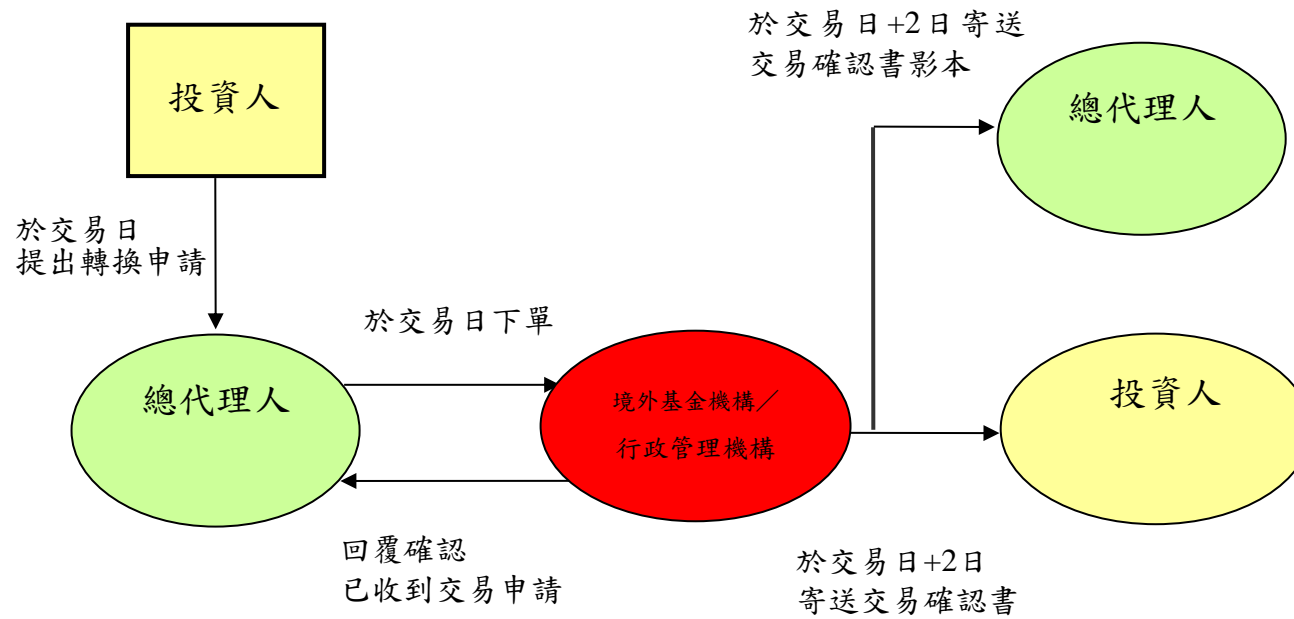 投資人
於交易日
提出轉換申請
總代理人
於交易日下單
境外基金機構╱
行政管理機構
回覆確認
已收到交易申請
於交易日+2日寄送
交易確認書影本
總代理人
投資人
於交易日+2日
寄送交易確認書